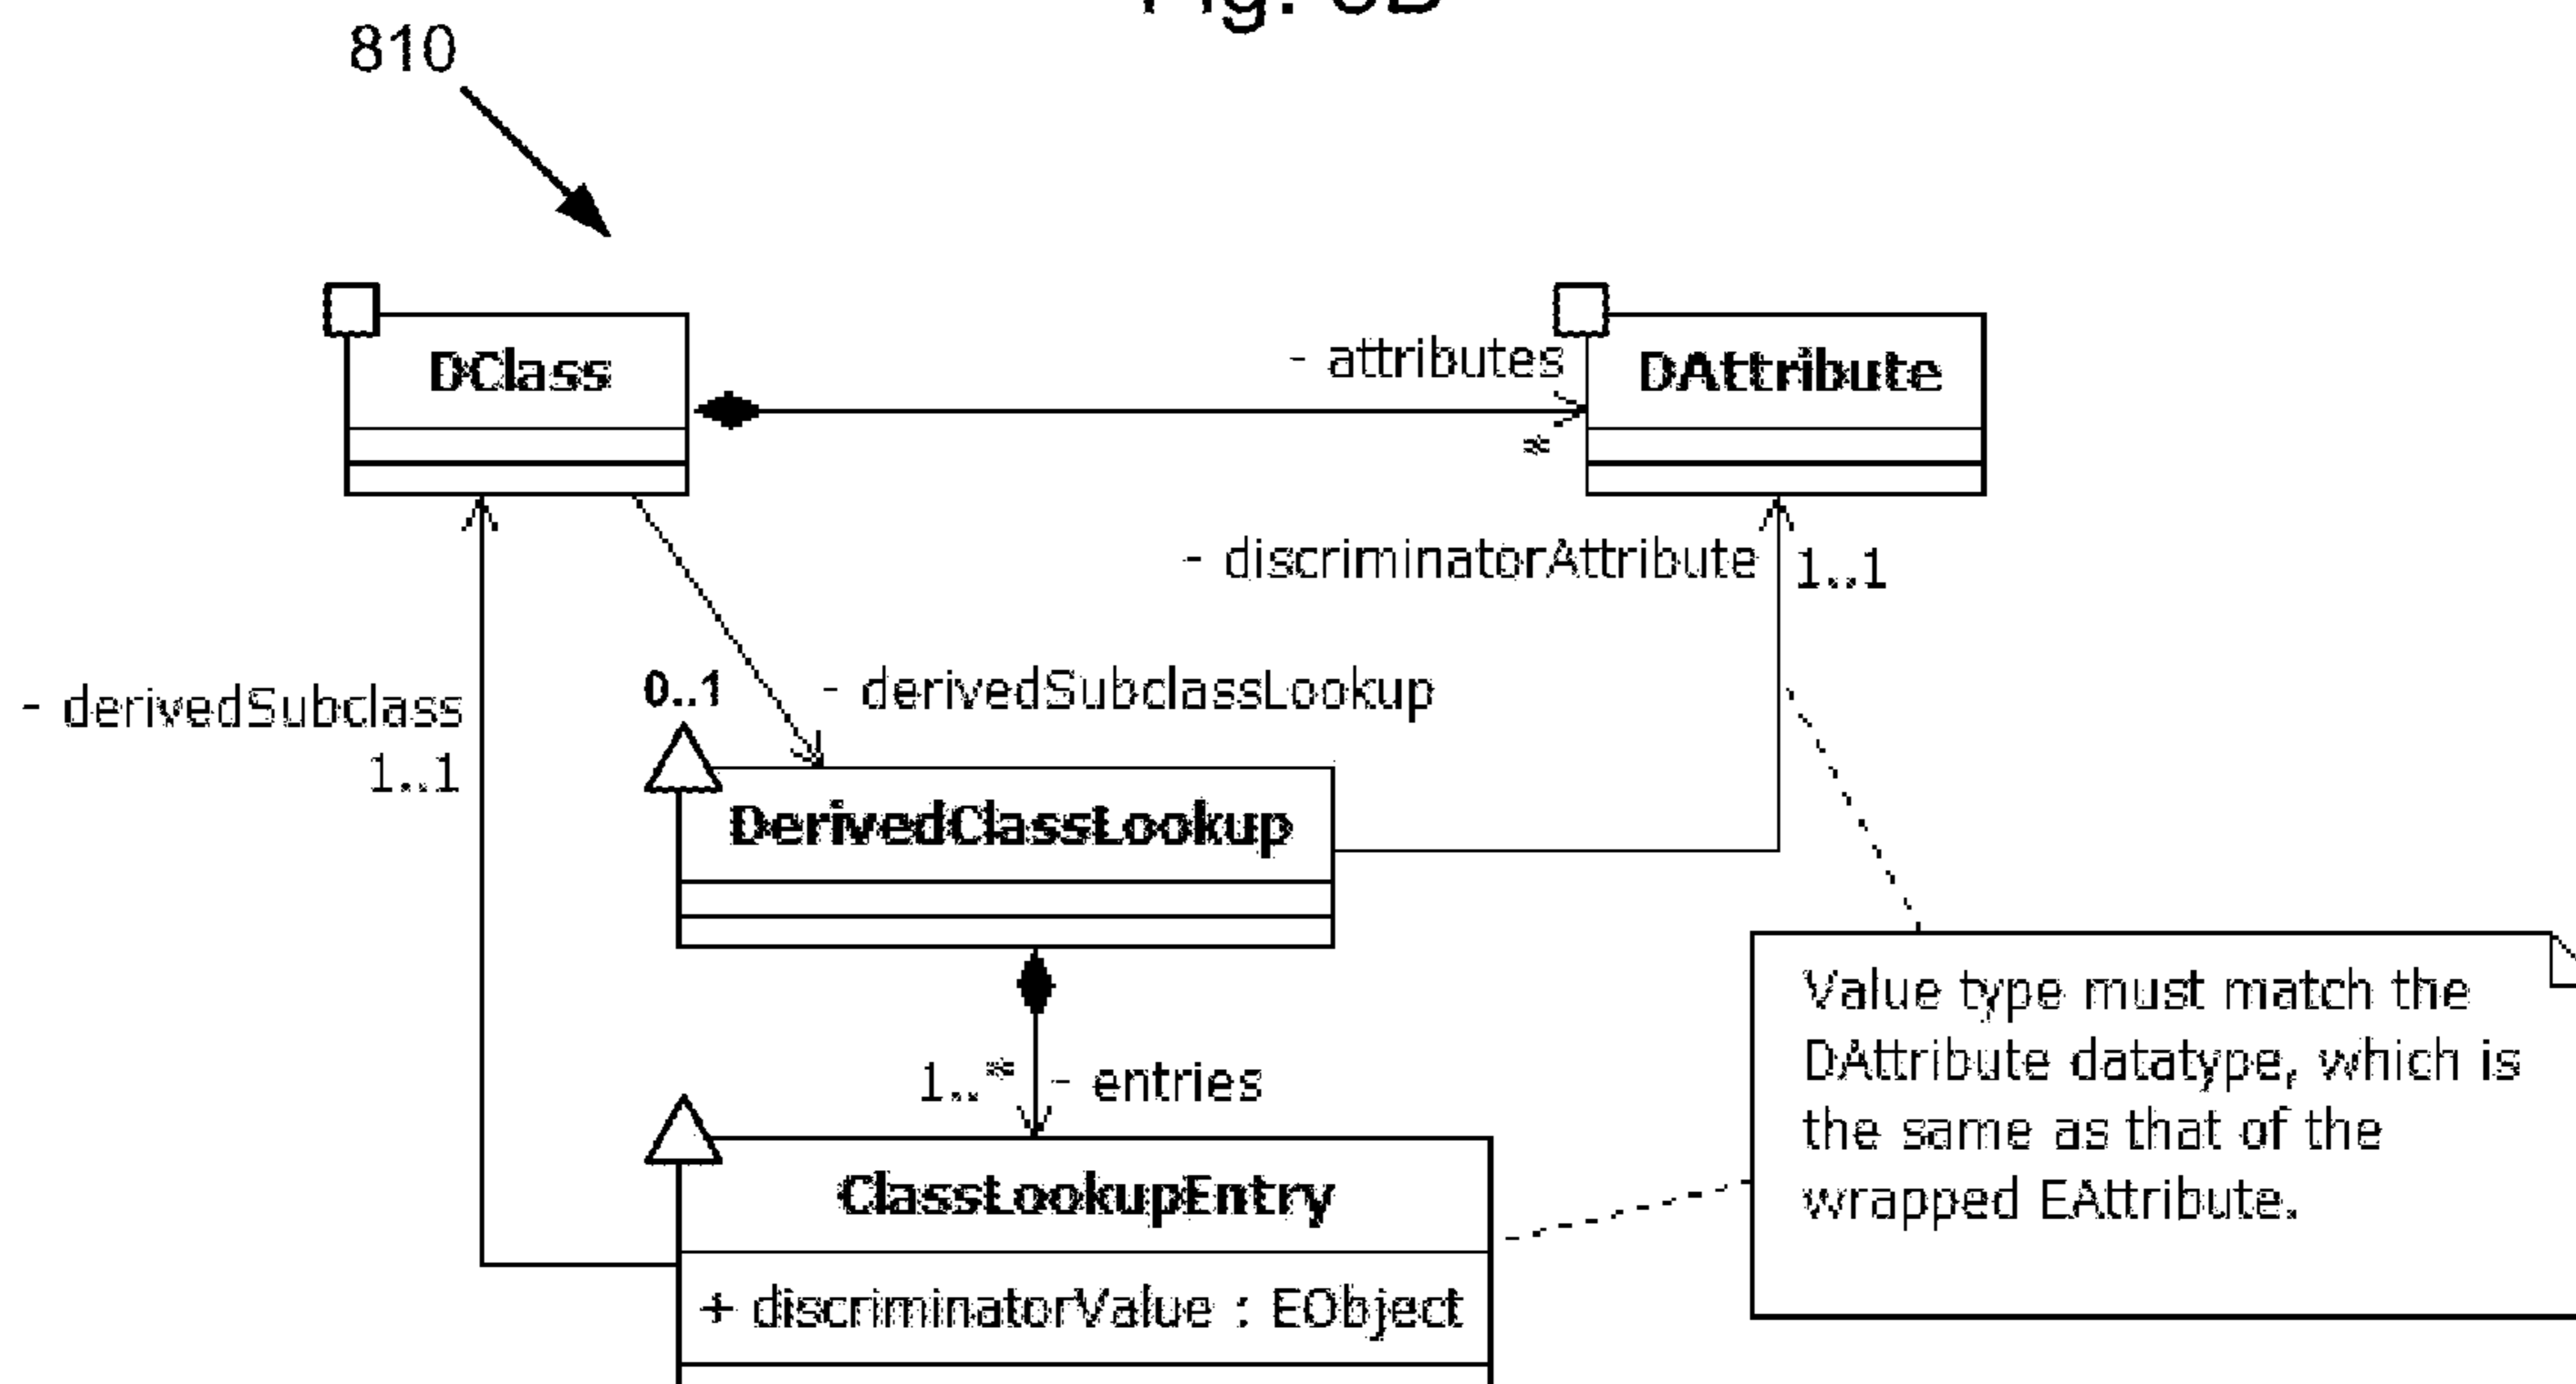 810
DClass
- attributes
*
DAttribute
- discriminatorAttribute
1..1
- derivedSubclass
1..1
0..1
- derivedSubclassLookup
DerivedClassLookup
1..*
- entries
ClassLookupEntry
+ discriminatorValue : EObject
Value type must match the
DAttribute datatype, which is
the same as that of the
wrapped EAttribute.